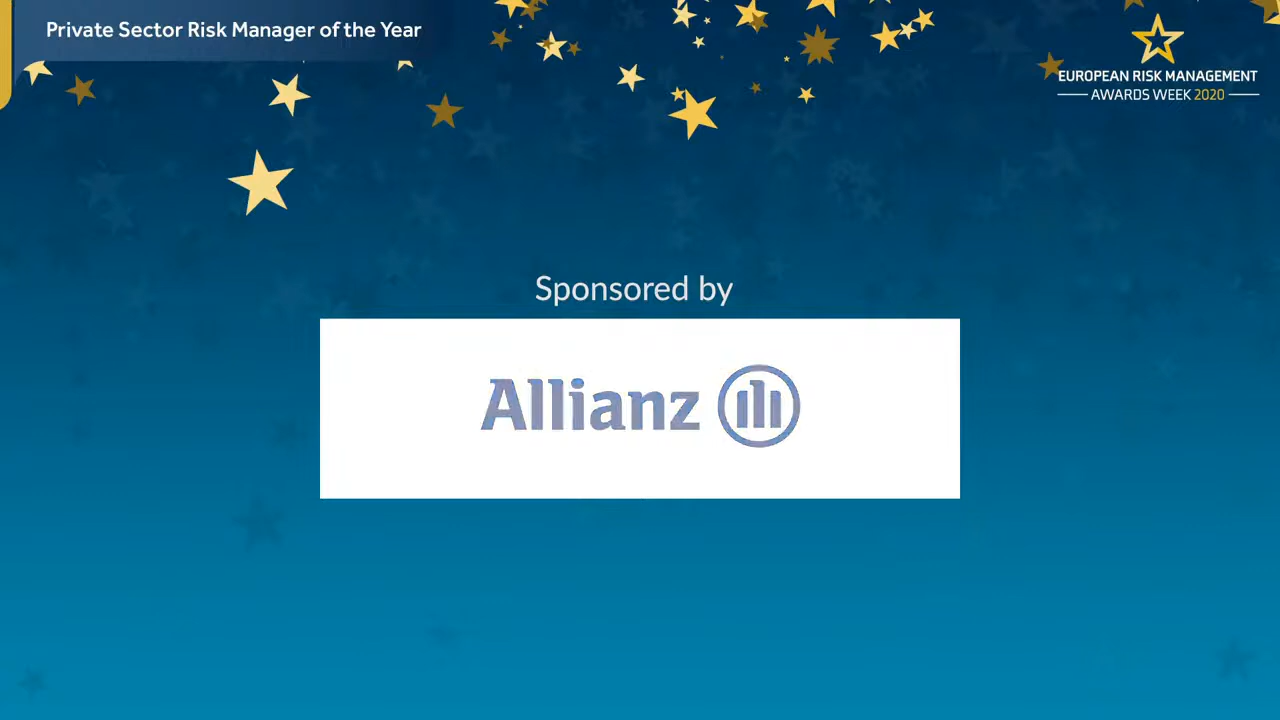 Private Sector Risk Manager of the Year
EUROPEAN RISK MANAGEMENT
AWARDS WEEK 2020
Sponsored by
Allianz